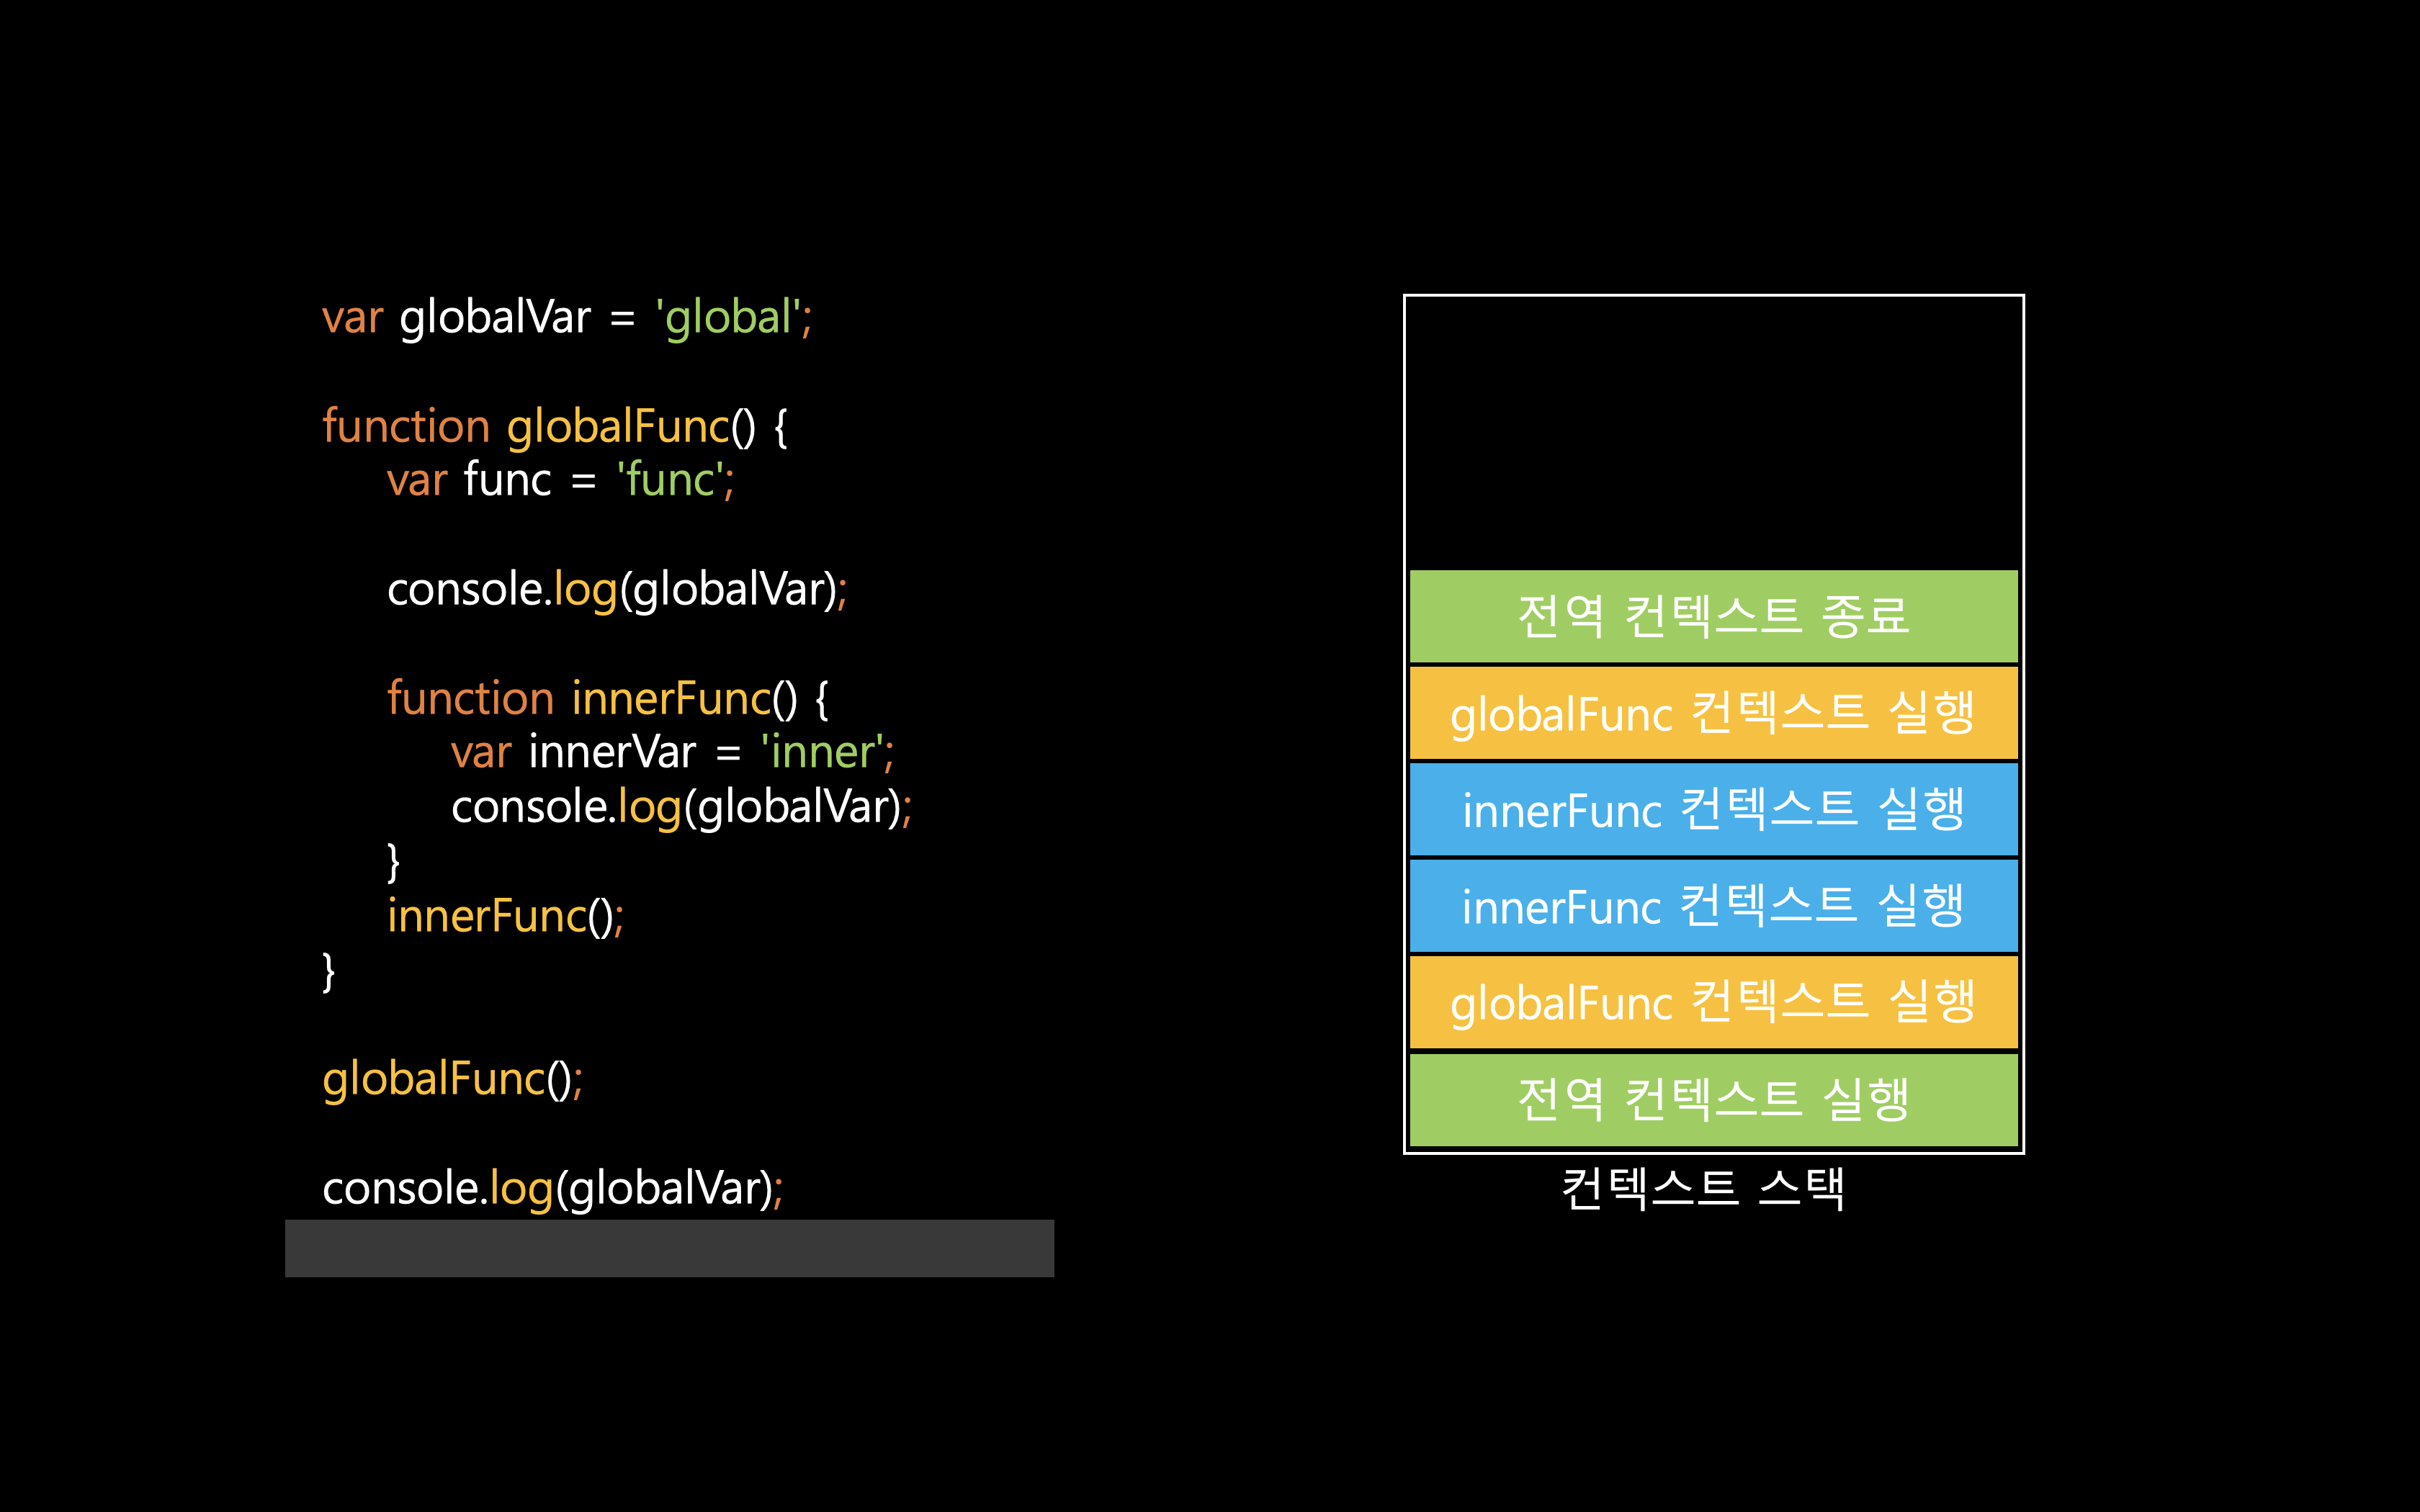 var globalVar = 'global';
function globalFunc() {
var func = 'func';
console.log(globalVar);
function innerFunc() {
var innerVar = 'inner';
console.log(globalVar);
}
innerFunc();
}
globalFunc();
console.log(globalVar);
전역 컨텍스트 종료
globalFunc 컨텍스트 실행
innerFunc 컨텍스트 실행
innerFunc 컨텍스트 실행
globalFunc 컨텍스트 실행
전역 컨텍스트 실행
컨텍스트 스택